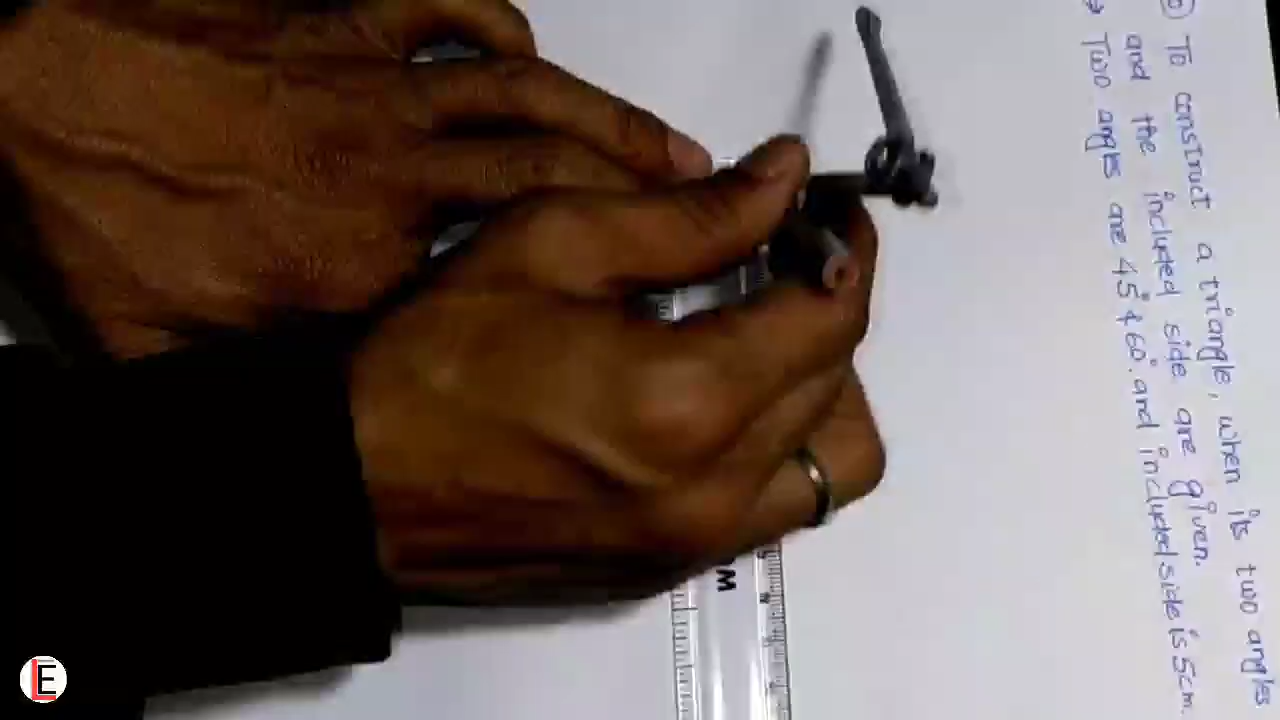 To construct a triangle, when its two angles
and the included side are given.
→ Two angles are 45° & 60°. and included side is 5cm.
CM
E